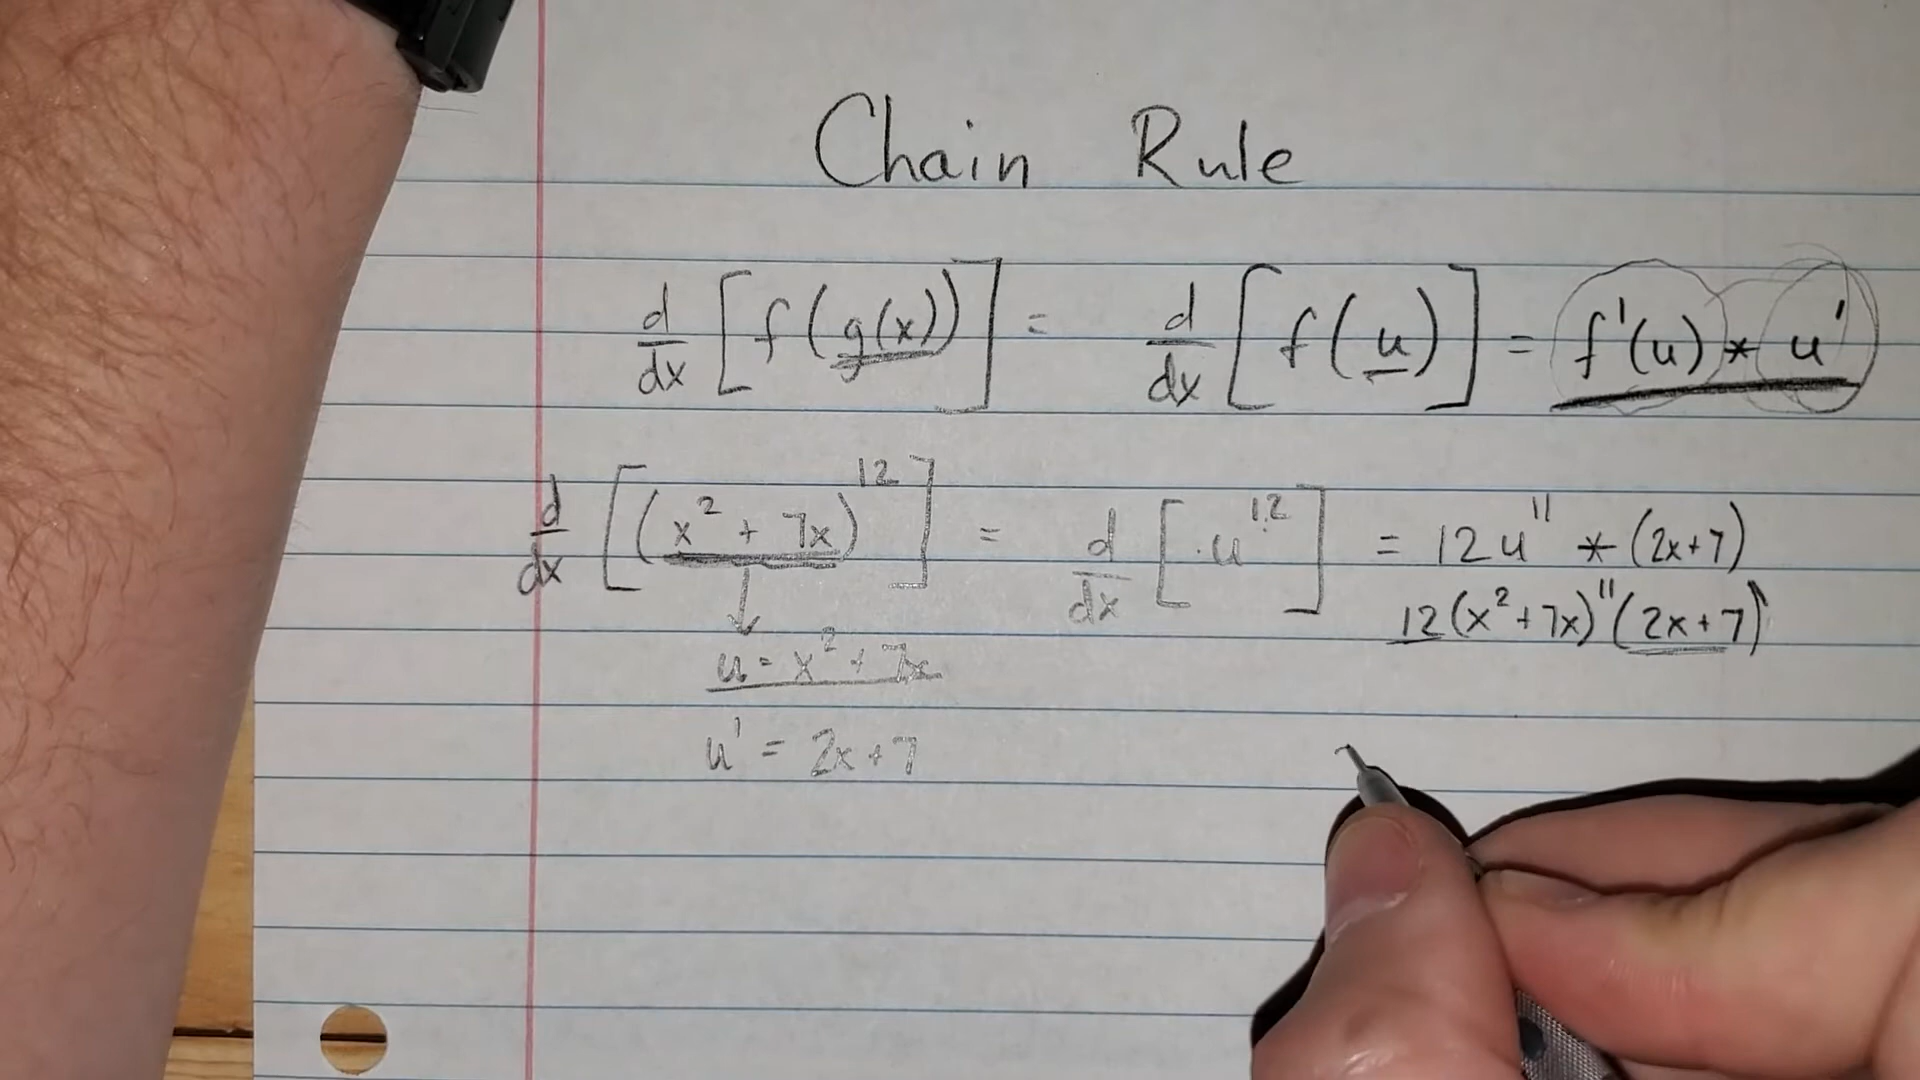 Chain Rule
d/dx [f(g(x))] = d/dx [f(u)] = f'(u) * u'
d/dx [(x² + 7x)¹²] = d/dx [u¹²] = 12u¹¹ * (2x+7)
12(x²+7x)¹¹(2x+7)
u = x² + 7x
u' = 2x+7